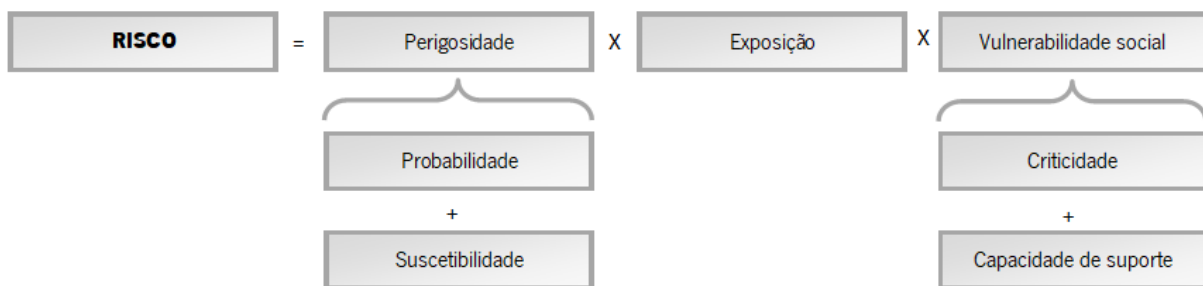 RISCO = Perigosidade X Exposição X Vulnerabilidade social
Probabilidade Criticidade
+ +
Suscetibilidade Capacidade de suporte